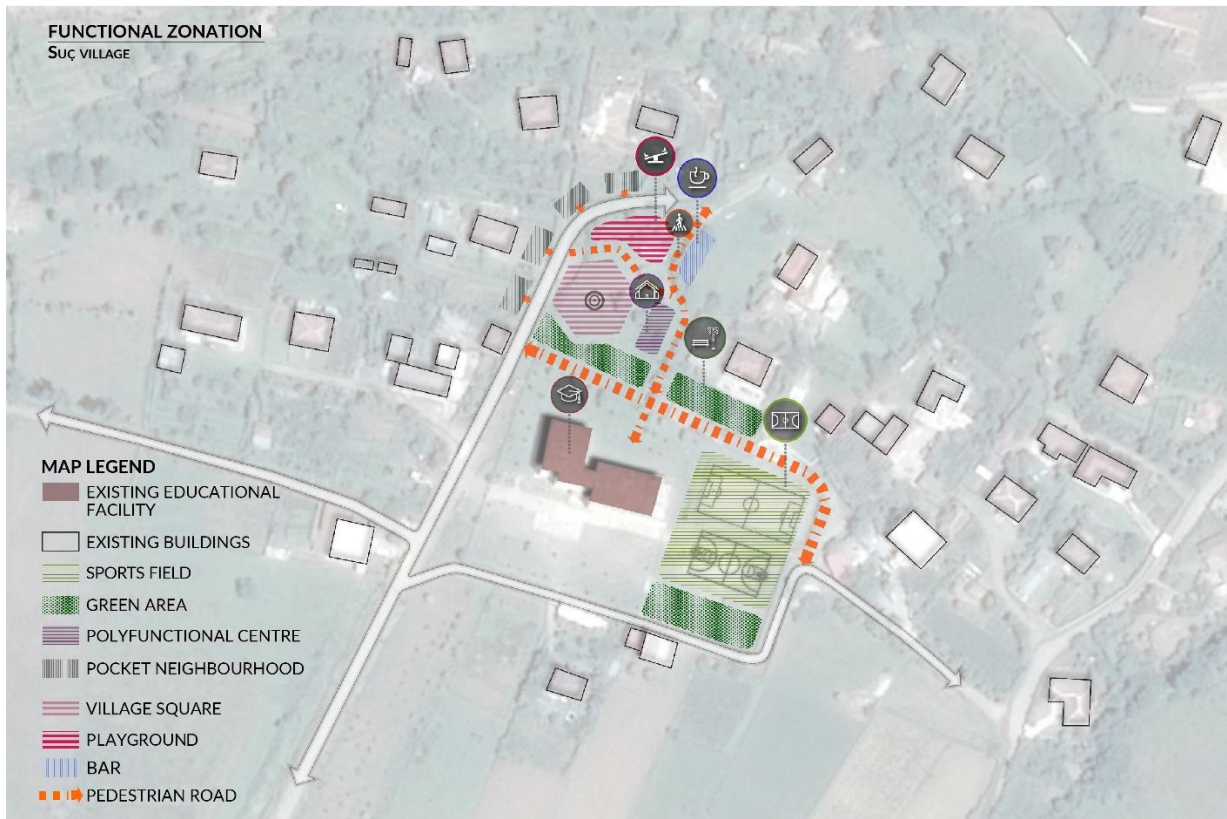 FUNCTIONAL ZONATION
SUÇ VILLAGE
MAP LEGEND
EXISTING EDUCATIONAL
FACILITY
EXISTING BUILDINGS
SPORTS FIELD
GREEN AREA
POLYFUNCTIONAL CENTRE
POCKET NEIGHBOURHOOD
VILLAGE SQUARE
PLAYGROUND
BAR
PEDESTRIAN ROAD